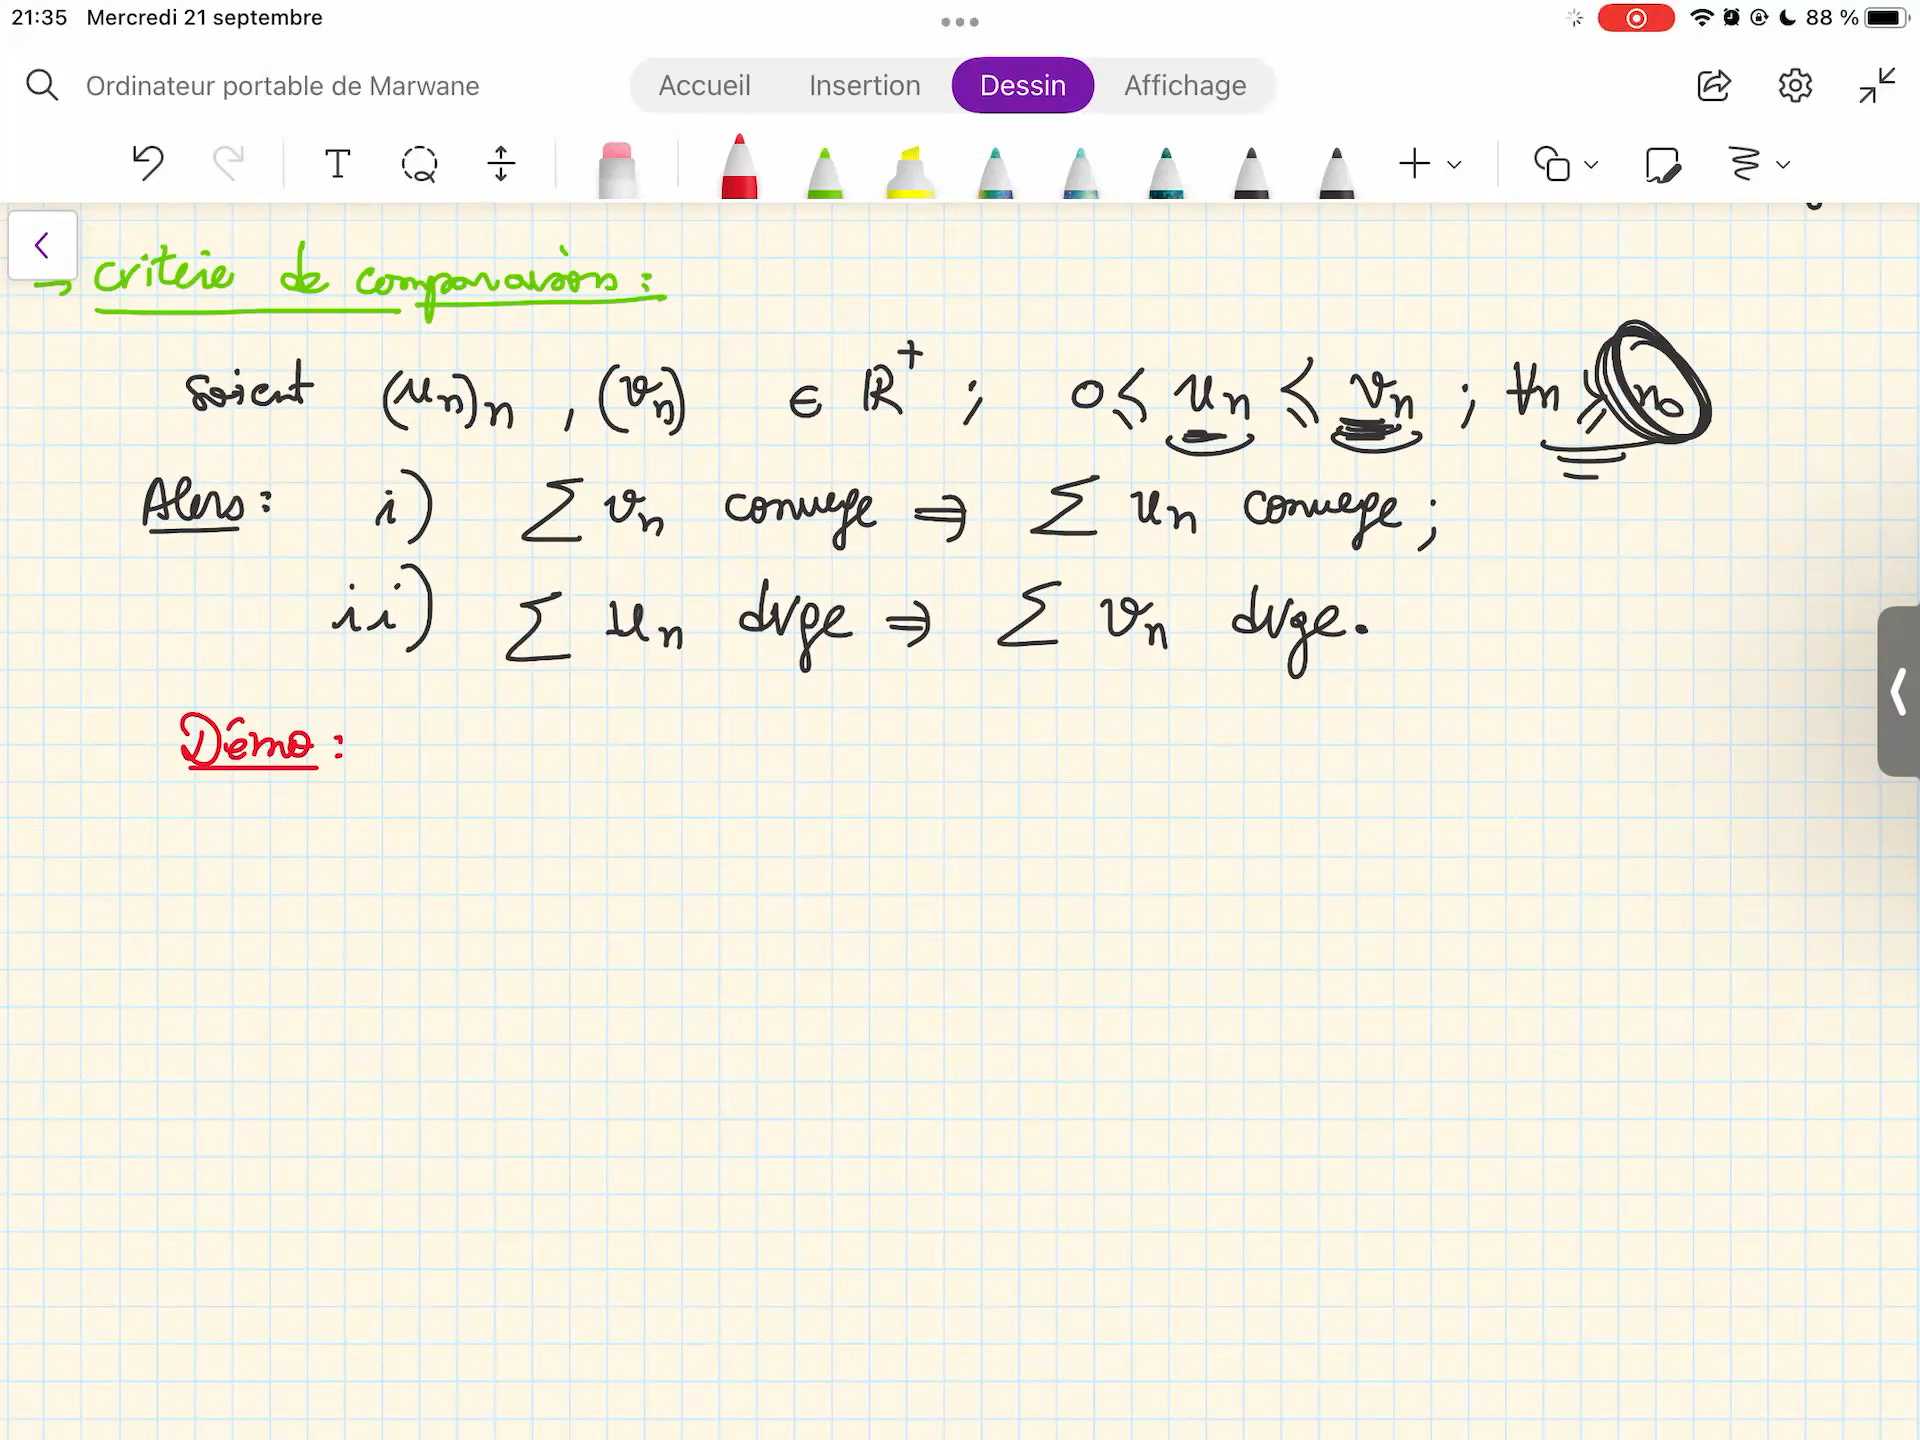 21:35 Mercredi 21 septembre 88 %
Ordinateur portable de Marwane Accueil Insertion Dessin Affichage
T
→ critère de comparaison :
Soient (un)n , (vn) ∈ ℝ⁺ ; 0 ≤ un ≤ vn ; ∀n ≥ n₀
Alors : i) ∑ vn converge ⇒ ∑ un converge ;
ii) ∑ un dvge ⇒ ∑ vn dvge.
Démo :